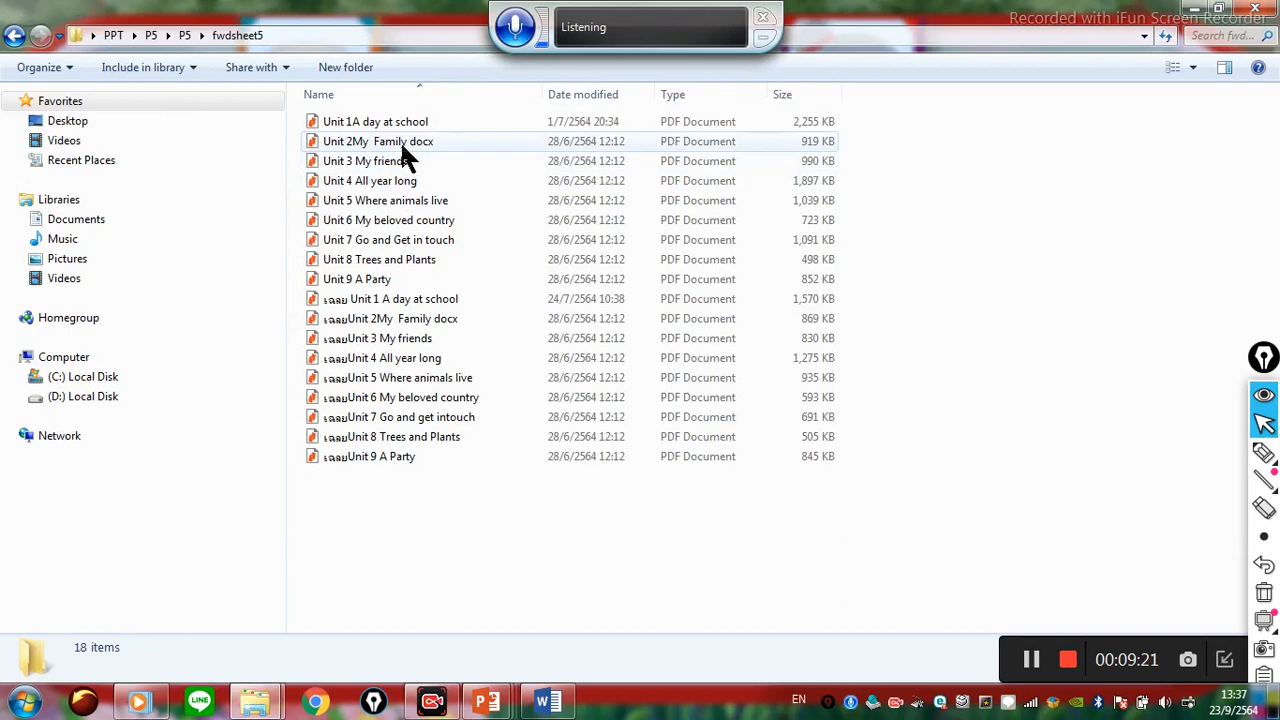 Recorded with iFun Screen Recorder
Listening
PPT P5 P5 fwdsheet5
Search fwd...
Organize Include in library Share with New folder
Name Date modified Type Size
Favorites
Desktop
Videos
Recent Places
Libraries
Documents
Music
Pictures
Videos
Homegroup
Computer
(C:) Local Disk
(D:) Local Disk
Network
Unit 1A day at school 1/7/2564 20:34 PDF Document 2,255 KB
Unit 2My Family docx 28/6/2564 12:12 PDF Document 919 KB
Unit 3 My friends 28/6/2564 12:12 PDF Document 990 KB
Unit 4 All year long 28/6/2564 12:12 PDF Document 1,897 KB
Unit 5 Where animals live 28/6/2564 12:12 PDF Document 1,039 KB
Unit 6 My beloved country 28/6/2564 12:12 PDF Document 723 KB
Unit 7 Go and Get in touch 28/6/2564 12:12 PDF Document 1,091 KB
Unit 8 Trees and Plants 28/6/2564 12:12 PDF Document 498 KB
Unit 9 A Party 28/6/2564 12:12 PDF Document 852 KB
เฉลย Unit 1 A day at school 24/7/2564 10:38 PDF Document 1,570 KB
เฉลยUnit 2My Family docx 28/6/2564 12:12 PDF Document 869 KB
เฉลยUnit 3 My friends 28/6/2564 12:12 PDF Document 830 KB
เฉลยUnit 4 All year long 28/6/2564 12:12 PDF Document 1,275 KB
เฉลยUnit 5 Where animals live 28/6/2564 12:12 PDF Document 935 KB
เฉลยUnit 6 My beloved country 28/6/2564 12:12 PDF Document 593 KB
เฉลยUnit 7 Go and get intouch 28/6/2564 12:12 PDF Document 691 KB
เฉลยUnit 8 Trees and Plants 28/6/2564 12:12 PDF Document 505 KB
เฉลยUnit 9 A Party 28/6/2564 12:12 PDF Document 845 KB
18 items
00:09:21
LINE
EN
13:37
23/9/2564